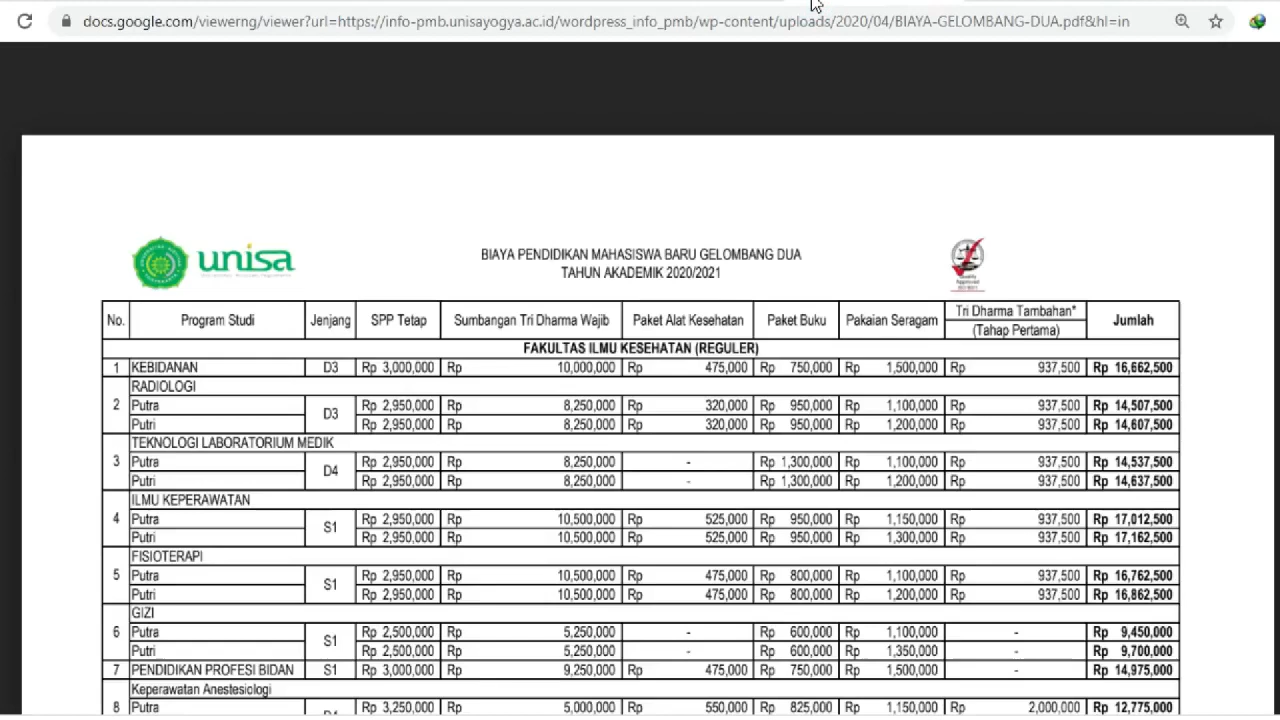 docs.google.com/viewerng/viewer?url=https://info-pmb.unisayogya.ac.id/wordpress_info_pmb/wp-content/uploads/2020/04/BIAYA-GELOMBANG-DUA.pdf&hl=in
unisa
BIAYA PENDIDIKAN MAHASISWA BARU GELOMBANG DUA
TAHUN AKADEMIK 2020/2021
No. Program Studi Jenjang SPP Tetap Sumbangan Tri Dharma Wajib Paket Alat Kesehatan Paket Buku Pakaian Seragam Tri Dharma Tambahan* (Tahap Pertama) Jumlah
FAKULTAS ILMU KESEHATAN (REGULER)
1 KEBIDANAN D3 Rp 3,000,000 Rp 10,000,000 Rp 475,000 Rp 750,000 Rp 1,500,000 Rp 937,500 Rp 16,662,500
2 RADIOLOGI D3
Putra Rp 2,950,000 Rp 8,250,000 Rp 320,000 Rp 950,000 Rp 1,100,000 Rp 937,500 Rp 14,507,500
Putri Rp 2,950,000 Rp 8,250,000 Rp 320,000 Rp 950,000 Rp 1,200,000 Rp 937,500 Rp 14,607,500
3 TEKNOLOGI LABORATORIUM MEDIK D4
Putra Rp 2,950,000 Rp 8,250,000 - Rp 1,300,000 Rp 1,100,000 Rp 937,500 Rp 14,537,500
Putri Rp 2,950,000 Rp 8,250,000 - Rp 1,300,000 Rp 1,200,000 Rp 937,500 Rp 14,637,500
4 ILMU KEPERAWATAN S1
Putra Rp 2,950,000 Rp 10,500,000 Rp 525,000 Rp 950,000 Rp 1,150,000 Rp 937,500 Rp 17,012,500
Putri Rp 2,950,000 Rp 10,500,000 Rp 525,000 Rp 950,000 Rp 1,300,000 Rp 937,500 Rp 17,162,500
5 FISIOTERAPI S1
Putra Rp 2,950,000 Rp 10,500,000 Rp 475,000 Rp 800,000 Rp 1,100,000 Rp 937,500 Rp 16,762,500
Putri Rp 2,950,000 Rp 10,500,000 Rp 475,000 Rp 800,000 Rp 1,200,000 Rp 937,500 Rp 16,862,500
6 GIZI S1
Putra Rp 2,500,000 Rp 5,250,000 - Rp 600,000 Rp 1,100,000 - Rp 9,450,000
Putri Rp 2,500,000 Rp 5,250,000 - Rp 600,000 Rp 1,350,000 - Rp 9,700,000
7 PENDIDIKAN PROFESI BIDAN S1 Rp 3,000,000 Rp 9,250,000 Rp 475,000 Rp 750,000 Rp 1,500,000 - Rp 14,975,000
8 Keperawatan Anestesiologi
Putra Rp 3,250,000 Rp 5,000,000 Rp 550,000 Rp 825,000 Rp 1,150,000 Rp 2,000,000 Rp 12,775,000